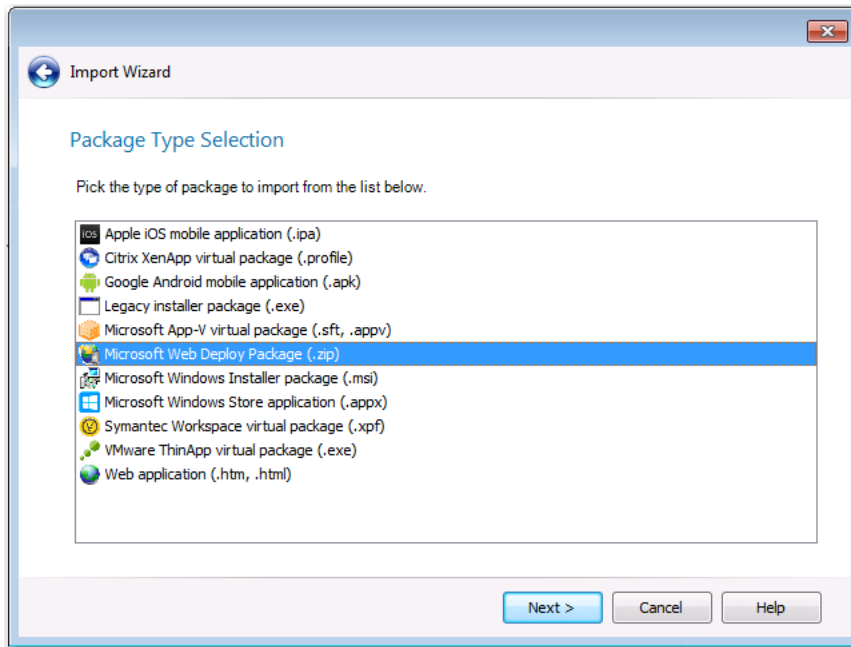 Import Wizard
Package Type Selection
Pick the type of package to import from the list below.
iOS Apple iOS mobile application (.ipa)
Citrix XenApp virtual package (.profile)
Google Android mobile application (.apk)
Legacy installer package (.exe)
Microsoft App-V virtual package (.sft, .appv)
Microsoft Web Deploy Package (.zip)
Microsoft Windows Installer package (.msi)
Microsoft Windows Store application (.appx)
Symantec Workspace virtual package (.xpf)
VMware ThinApp virtual package (.exe)
Web application (.htm, .html)
Next > Cancel Help